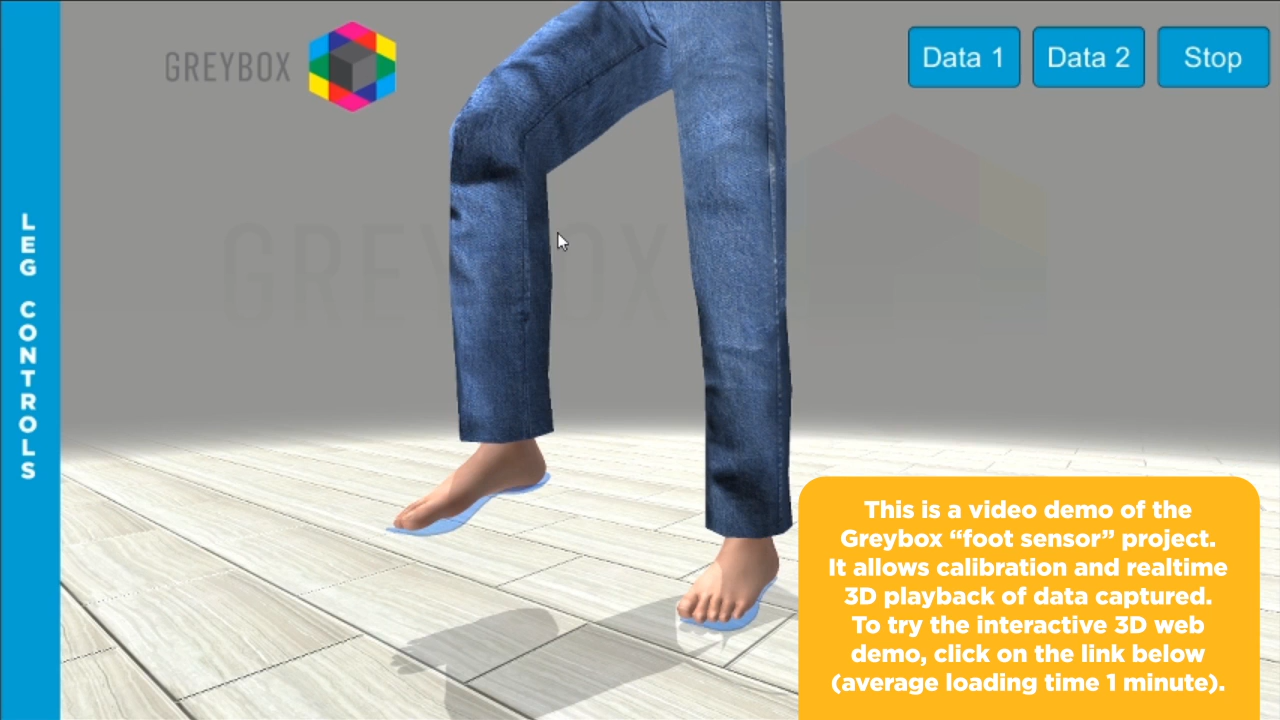 GREYBOX
Data 1
Data 2
Stop
LEG CONTROLS
GREYBOX
This is a video demo of the
Greybox “foot sensor” project.
It allows calibration and realtime
3D playback of data captured.
To try the interactive 3D web
demo, click on the link below
(average loading time 1 minute).